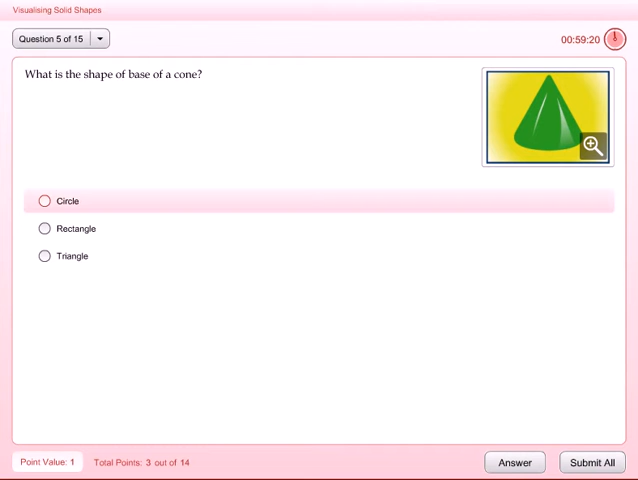 Visualising Solid Shapes
Question 5 of 15
00:59:20
What is the shape of base of a cone?
Circle
Rectangle
Triangle
Point Value: 1
Total Points: 3 out of 14
Answer
Submit All